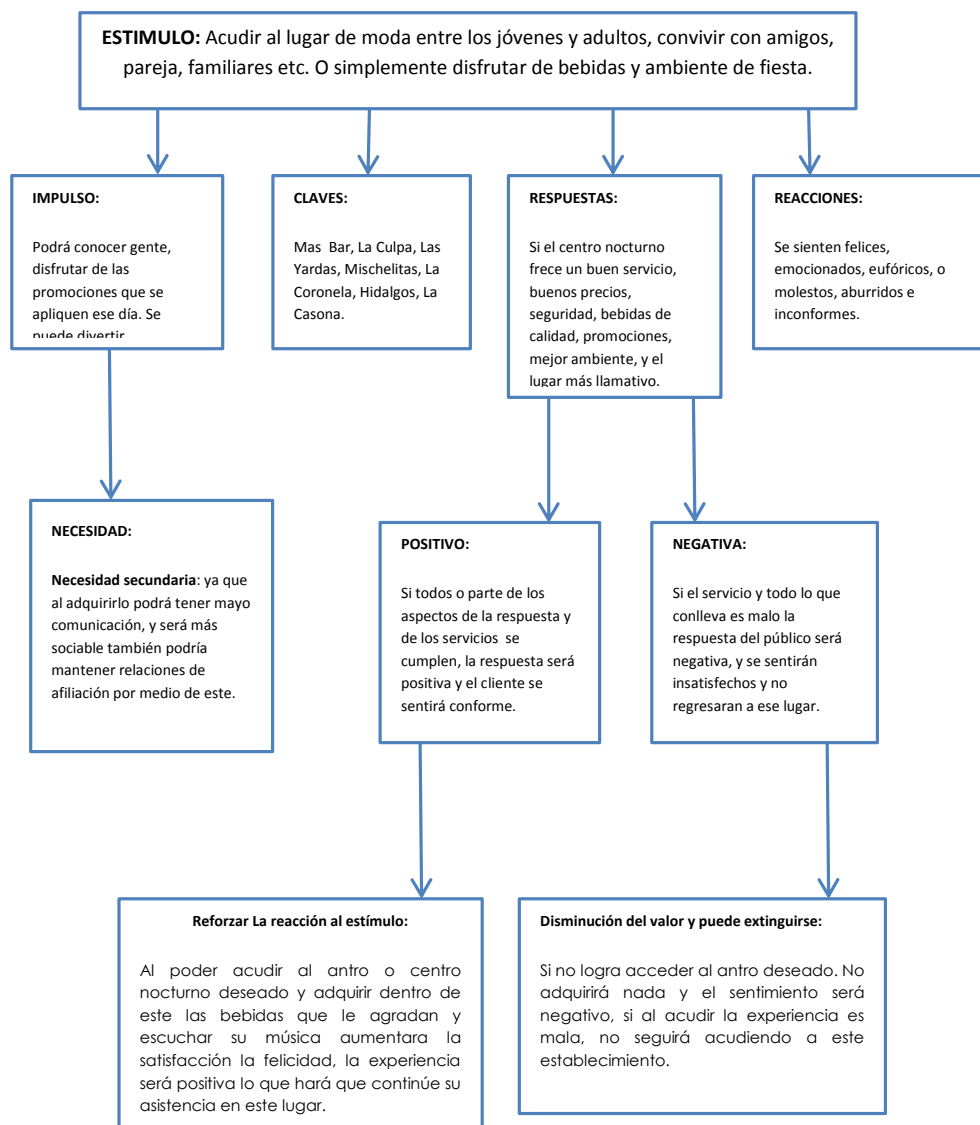 ESTIMULO: Acudir al lugar de moda entre los jóvenes y adultos, convivir con amigos,
pareja, familiares etc. O simplemente disfrutar de bebidas y ambiente de fiesta.
IMPULSO:
Podrá conocer gente,
disfrutar de las
promociones que se
apliquen ese día. Se
puede divertir
CLAVES:
Mas Bar, La Culpa, Las
Yardas, Mischelitas, La
Coronela, Hidalgos, La
Casona.
RESPUESTAS:
Si el centro nocturno
frece un buen servicio,
buenos precios,
seguridad, bebidas de
calidad, promociones,
mejor ambiente, y el
lugar más llamativo.
REACCIONES:
Se sienten felices,
emocionados, eufóricos, o
molestos, aburridos e
inconformes.
NECESIDAD:
Necesidad secundaria: ya que
al adquirirlo podrá tener mayo
comunicación, y será más
sociable también podría
mantener relaciones de
afiliación por medio de este.
POSITIVO:
Si todos o parte de los
aspectos de la respuesta y
de los servicios se
cumplen, la respuesta será
positiva y el cliente se
sentirá conforme.
NEGATIVA:
Si el servicio y todo lo que
conlleva es malo la
respuesta del público será
negativa, y se sentirán
insatisfechos y no
regresaran a ese lugar.
Reforzar La reacción al estímulo:
Al poder acudir al antro o centro
nocturno deseado y adquirir dentro de
este las bebidas que le agradan y
escuchar su música aumentara la
satisfacción la felicidad, la experiencia
será positiva lo que hará que continúe su
asistencia en este lugar.
Disminución del valor y puede extinguirse:
Si no logra acceder al antro deseado. No
adquirirá nada y el sentimiento será
negativo, si al acudir la experiencia es
mala, no seguirá acudiendo a este
establecimiento.